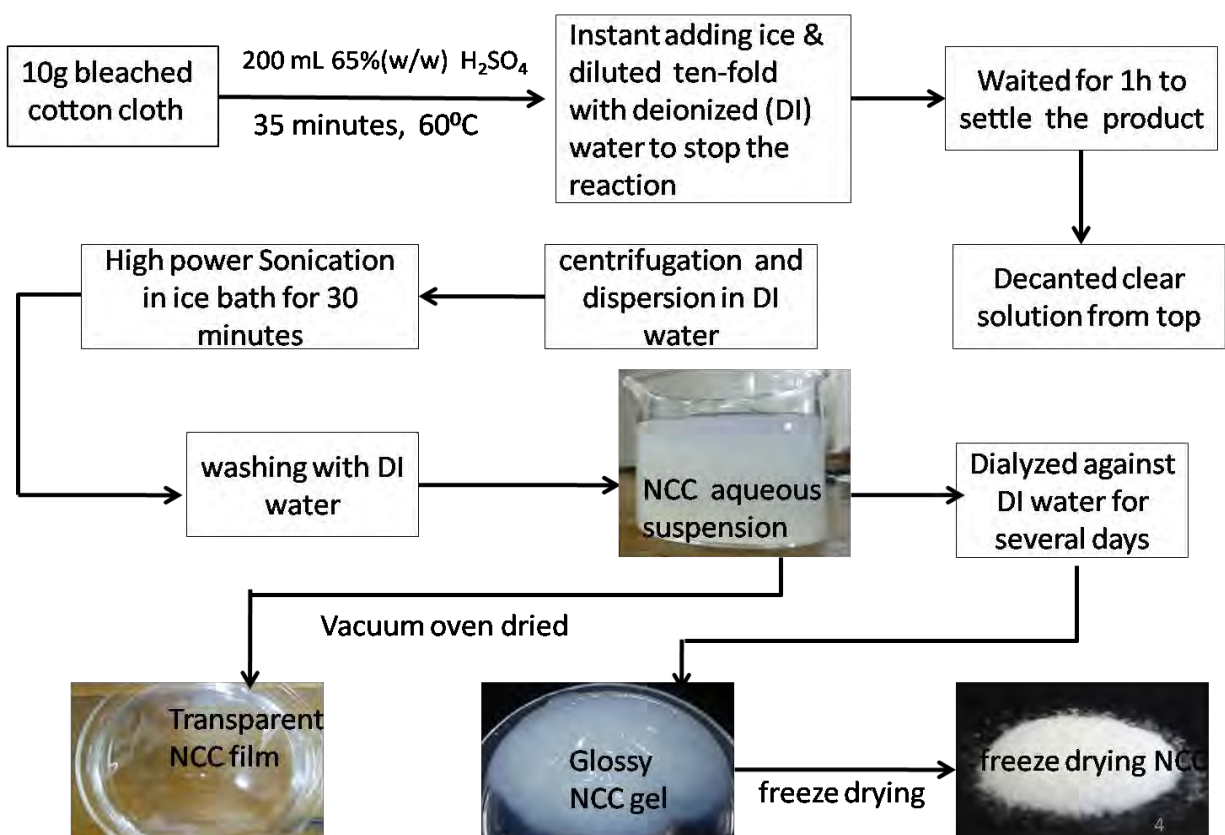 10g bleached
cotton cloth
200 mL 65%(w/w) H₂SO₄
35 minutes, 60⁰C
Instant adding ice &
diluted ten-fold
with deionized (DI)
water to stop the
reaction
Waited for 1h to
settle the product
Decanted clear
solution from top
centrifugation and
dispersion in DI
water
High power Sonication
in ice bath for 30
minutes
washing with DI
water
NCC aqueous
suspension
Dialyzed against
DI water for
several days
Vacuum oven dried
Transparent
NCC film
Glossy
NCC gel
freeze drying
freeze drying NCC
4